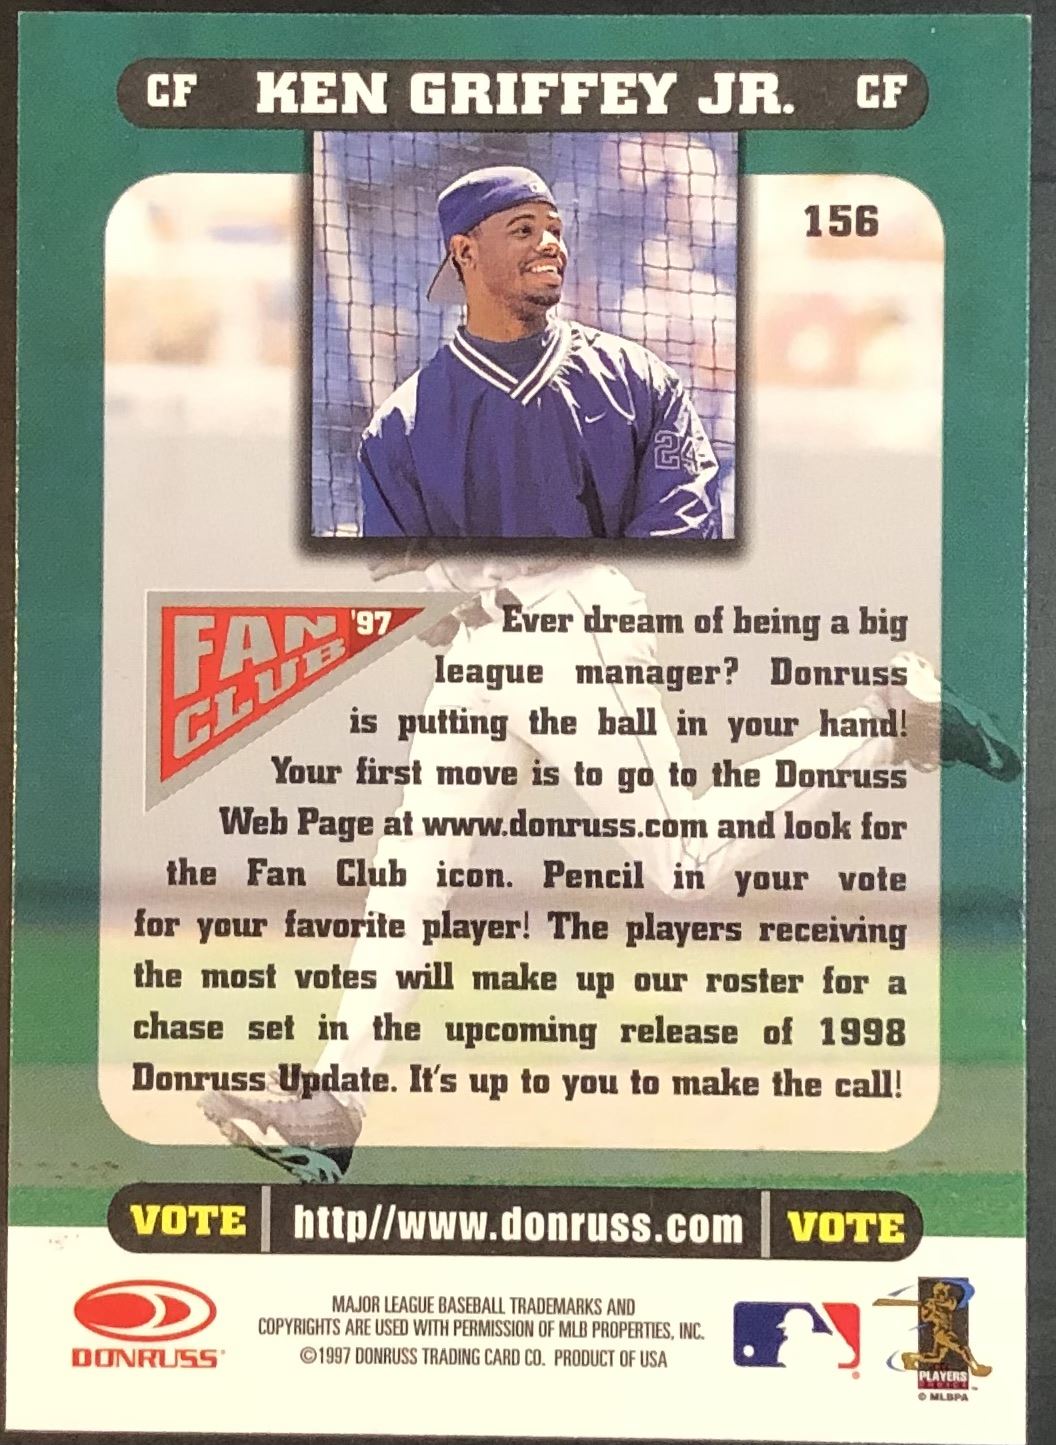 CF KEN GRIFFEY JR. CF
156
24
FAN '97
CLUB
Ever dream of being a big
league manager? Donruss
is putting the ball in your hand!
Your first move is to go to the Donruss
Web Page at www.donruss.com and look for
the Fan Club icon. Pencil in your vote
for your favorite player! The players receiving
the most votes will make up our roster for a
chase set in the upcoming release of 1998
Donruss Update. It's up to you to make the call!
VOTE http//www.donruss.com VOTE
DONRUSS
MAJOR LEAGUE BASEBALL TRADEMARKS AND
COPYRIGHTS ARE USED WITH PERMISSION OF MLB PROPERTIES, INC.
©1997 DONRUSS TRADING CARD CO. PRODUCT OF USA
PLAYERS
CHOICE
© MLBPA